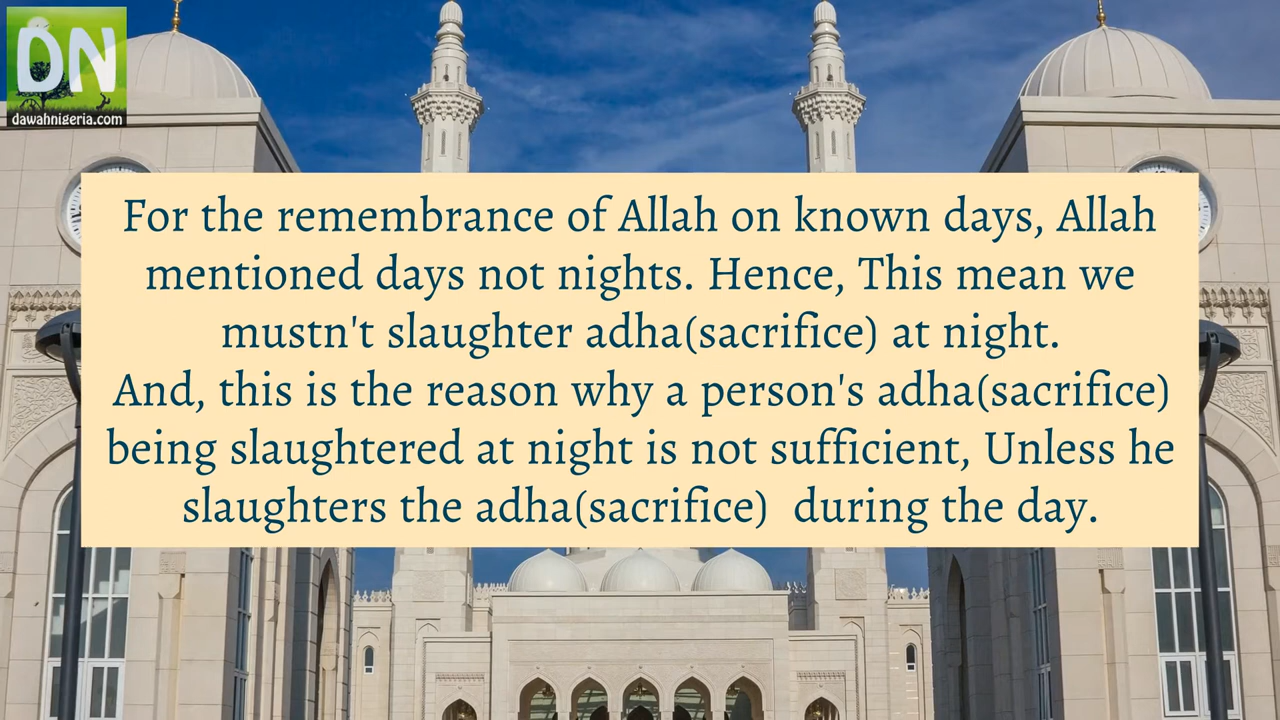 DN
dawahnigeria.com
For the remembrance of Allah on known days, Allah
mentioned days not nights. Hence, This mean we
mustn't slaughter adha(sacrifice) at night.
And, this is the reason why a person's adha(sacrifice)
being slaughtered at night is not sufficient, Unless he
slaughters the adha(sacrifice)  during the day.